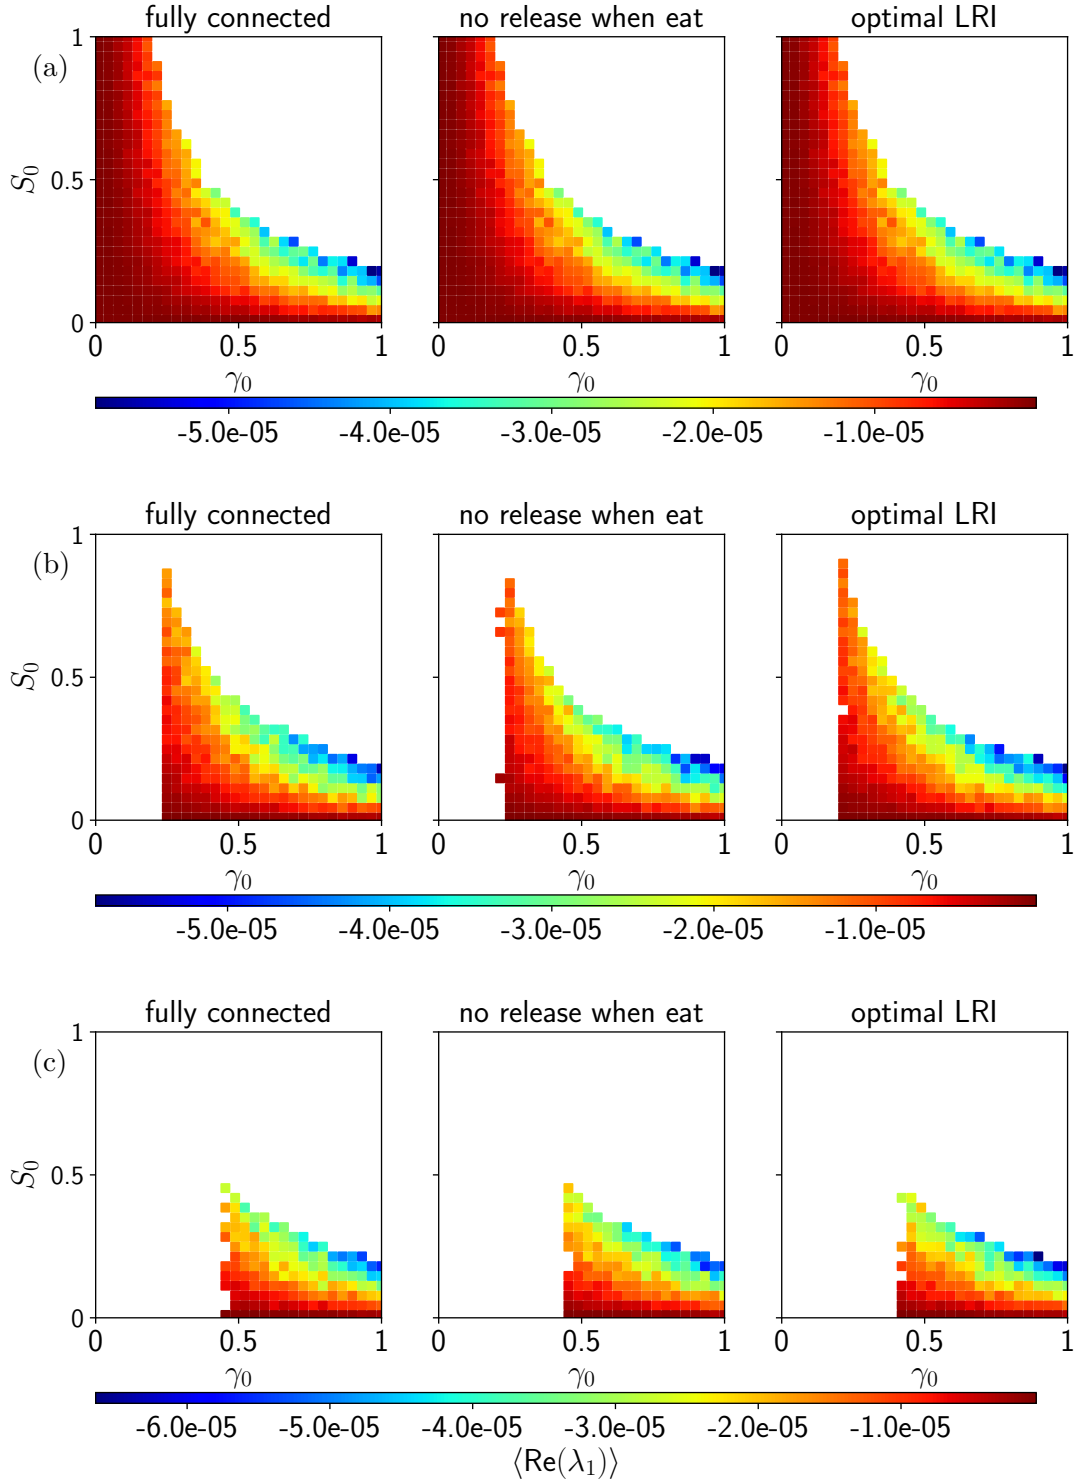 fully connected no release when eat optimal LRI
(a)
1
0.5
0
S₀
0 0.5 1 0 0.5 1 0 0.5 1
γ₀ γ₀ γ₀
-5.0e-05 -4.0e-05 -3.0e-05 -2.0e-05 -1.0e-05
fully connected no release when eat optimal LRI
(b)
1
0.5
0
S₀
0 0.5 1 0 0.5 1 0 0.5 1
γ₀ γ₀ γ₀
-5.0e-05 -4.0e-05 -3.0e-05 -2.0e-05 -1.0e-05
fully connected no release when eat optimal LRI
(c)
1
0.5
0
S₀
0 0.5 1 0 0.5 1 0 0.5 1
γ₀ γ₀ γ₀
-6.0e-05 -5.0e-05 -4.0e-05 -3.0e-05 -2.0e-05 -1.0e-05
⟨Re(λ₁)⟩